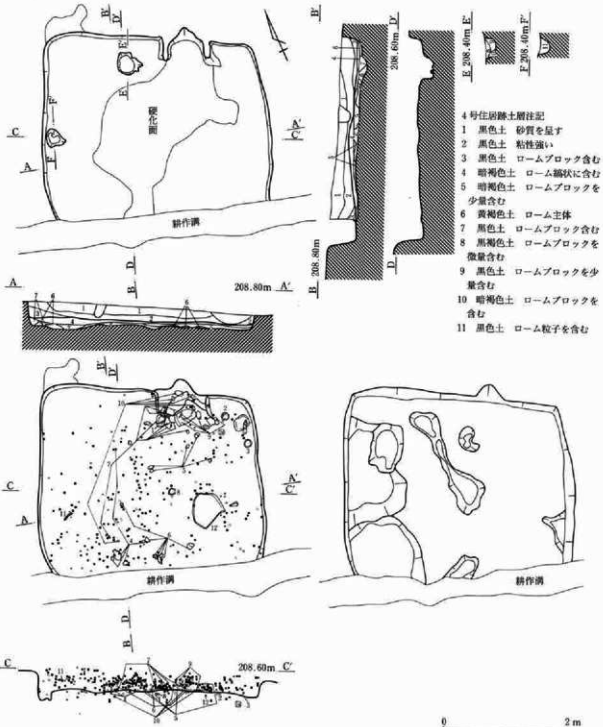 B' D'
E'
E
F'
F
硬化面
C
A
A' C'
耕作溝
D B
B'
D'
208.60m
208.80m
B
D
E 208.40m E'
F 208.40m F'
11
4号住居跡土層注記
1 黒色土 砂質を呈す
2 黒色土 粘性強い
3 黒色土 ロームブロック含む
4 暗褐色土 ローム縞状に含む
5 暗褐色土 ロームブロックを
少量含む
6 黄褐色土 ローム主体
7 黒色土 ロームブロック含む
8 黒褐色土 ロームブロックを
微量含む
9 黒色土 ロームブロックを少
量含む
10 暗褐色土 ロームブロックを
含む
11 黒色土 ローム粒子を含む
A 208.80m A'
B' D'
C
A
A' C'
耕作溝
耕作溝
D B
C 208.60m C'
0 2m